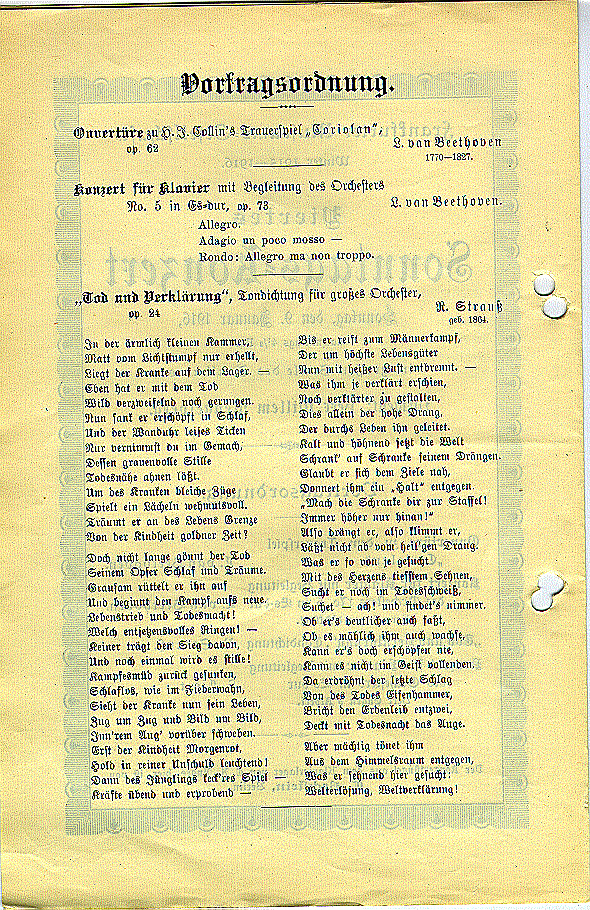 Vortragsordnung.
Ouvertüre zu H. J. Collin's Trauerspiel „Coriolan",
op. 62
L. van Beethoven
1770—1827.
Konzert für Klavier mit Begleitung des Orchesters
No. 5 in Es-dur, op. 73
L. van Beethoven.
Allegro.
Adagio un poco mosso —
Rondo: Allegro ma non troppo.
„Tod und Verklärung", Tondichtung für großes Orchester,
op. 24
R. Strauß
geb. 1864.
In der ärmlich kleinen Kammer,
Matt vom Lichtstumpf nur erhellt,
Liegt der Kranke auf dem Lager. —
Eben hat er mit dem Tod
Wild verzweifelnd noch gerungen.
Nun sank er erschöpft in Schlaf,
Und der Wanduhr leises Ticken
Nur vernimmst du im Gemach,
Dessen grauenvolle Stille
Todesnähe ahnen läßt.
Um des Kranken bleiche Züge
Spielt ein Lächeln wehmutsvoll.
Träumt er an des Lebens Grenze
Von der Kindheit goldner Zeit?
Doch nicht lange gönnt der Tod
Seinem Opfer Schlaf und Träume.
Grausam rüttelt er ihn auf
Und beginnt den Kampf aufs neue.
Lebenstrieb und Todesmacht!
Welch entsetzensvolles Ringen! —
Keiner trägt den Sieg davon,
Und noch einmal wird es stille!
Kampfesmüd zurück gesunken,
Schlaflos, wie im Fieberwahn,
Sieht der Kranke nun sein Leben,
Zug um Zug und Bild um Bild,
Inn'rem Aug' vorüber schweben.
Erst der Kindheit Morgenrot,
Hold in reiner Unschuld leuchtend!
Dann des Jünglings keck'res Spiel —
Kräfte übend und erprobend —
Bis er reift zum Männerkampf,
Der um höchste Lebensgüter
Nun mit heißer Lust entbrennt. —
Was ihm je verklärt erschien,
Noch verklärter zu gestalten,
Dies allein der hohe Drang,
Der durchs Leben ihn geleitet.
Kalt und höhnend setzt die Welt
Schrank' auf Schranke seinem Drängen.
Glaubt er sich dem Ziele nah,
Donnert ihm ein „Halt" entgegen.
„Mach die Schranke dir zur Staffel!
Immer höher nur hinan!"
Also drängt er, also klimmt er,
Läßt nicht ab vom heil'gen Drang.
Was er so von je gesucht
Mit des Herzens tiefstem Sehnen,
Sucht er noch im Todesschweiß,
Suchet — ach! und findet's nimmer.
Ob er's deutlicher auch faßt,
Ob es mählich ihm auch wachse,
Kann er's doch erschöpfen nie,
Kann es nicht im Geist vollenden.
Da erdröhnt der letzte Schlag
Von des Todes Eisenhammer,
Bricht den Erdenleib entzwei,
Deckt mit Todesnacht das Auge.
Aber mächtig tönet ihm
Aus dem Himmelsraum entgegen,
Was er sehnend hier gesucht:
Welterlösung, Weltverklärung!